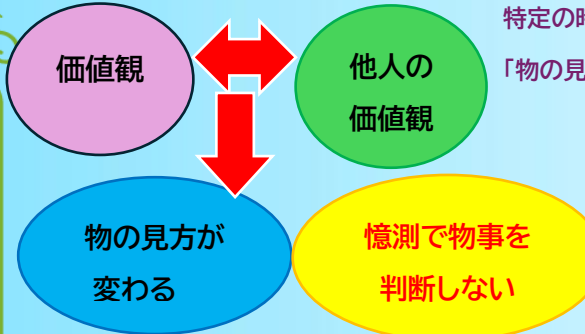 特定の時
「物の見
価値観
他人の
価値観
物の見方が
変わる
憶測で物事を
判断しない